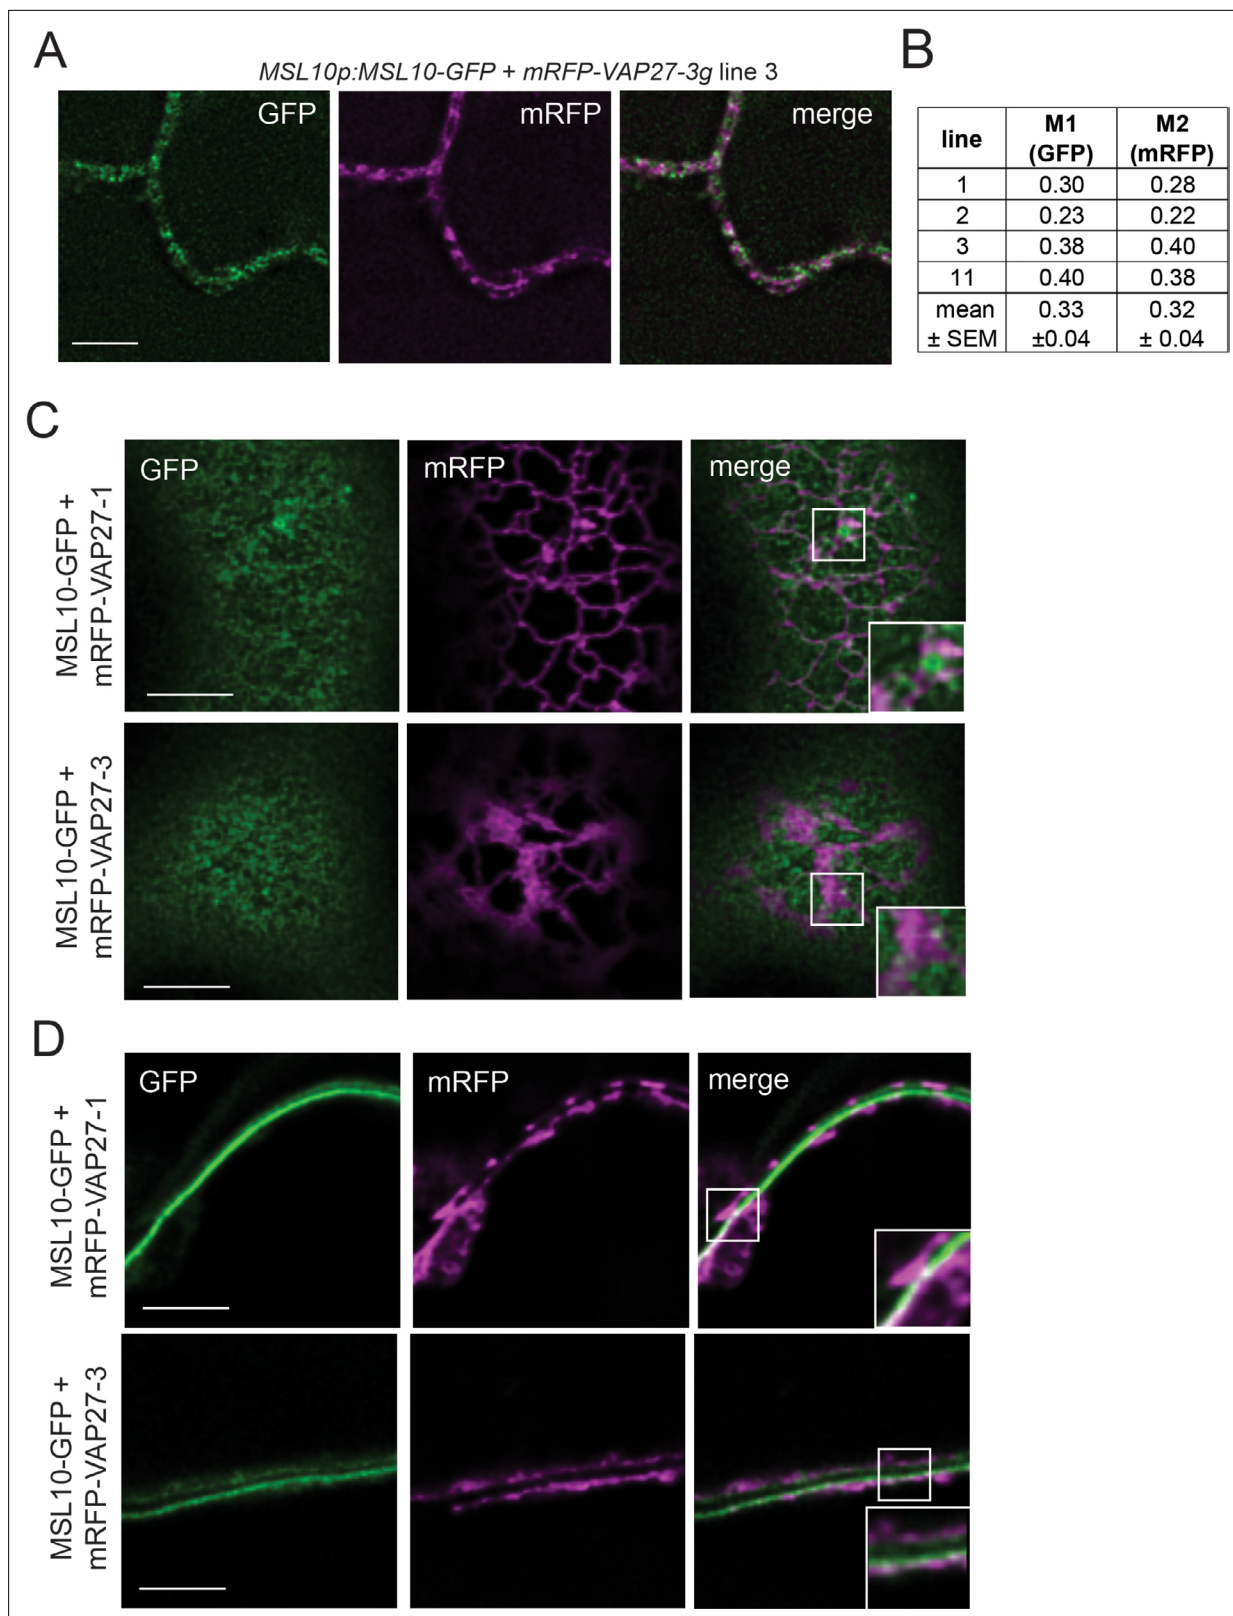 A
MSL10p:MSL10-GFP + mRFP-VAP27-3g line 3
GFP
mRFP
merge
B
line M1 (GFP) M2 (mRFP)
1 0.30 0.28
2 0.23 0.22
3 0.38 0.40
11 0.40 0.38
mean 0.33 0.32
± SEM ±0.04 ± 0.04
C
MSL10-GFP +
mRFP-VAP27-1
GFP
mRFP
merge
MSL10-GFP +
mRFP-VAP27-3
D
MSL10-GFP +
mRFP-VAP27-1
GFP
mRFP
merge
MSL10-GFP +
mRFP-VAP27-3